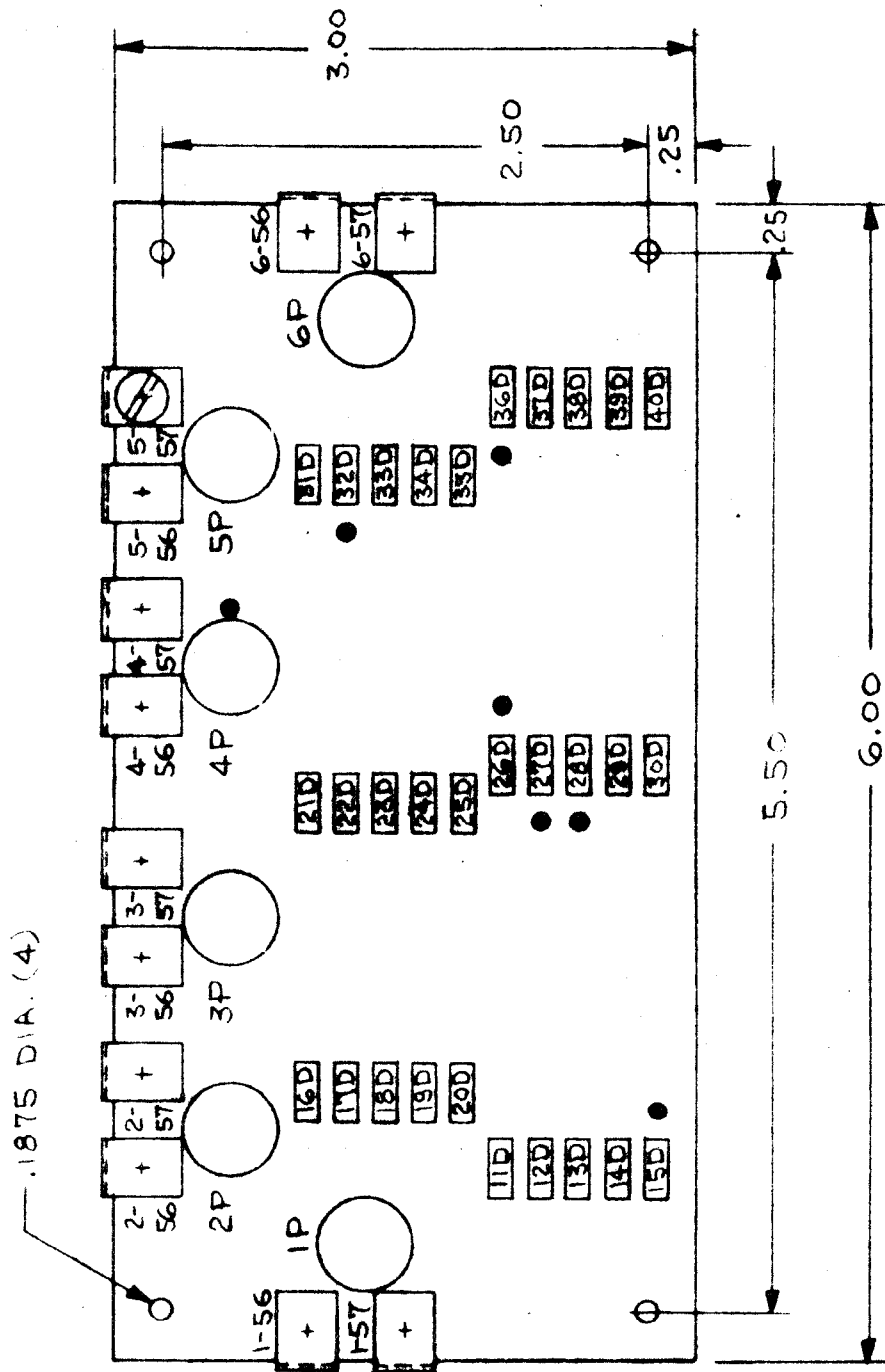 .1875 DIA. (4)
1-56
1-57
1P
2-
56
2-
57
2P
3-
56
3-
57
3P
4-
56
4-
57
4P
5-
56
5-
57
5P
6-56
6-57
6P
11D
12D
13D
14D
15D
16D
17D
18D
19D
20D
21D
22D
23D
24D
25D
26D
27D
28D
29D
30D
31D
32D
33D
34D
35D
36D
37D
38D
39D
40D
3.00
2.50
.25
.25
5.50
6.00